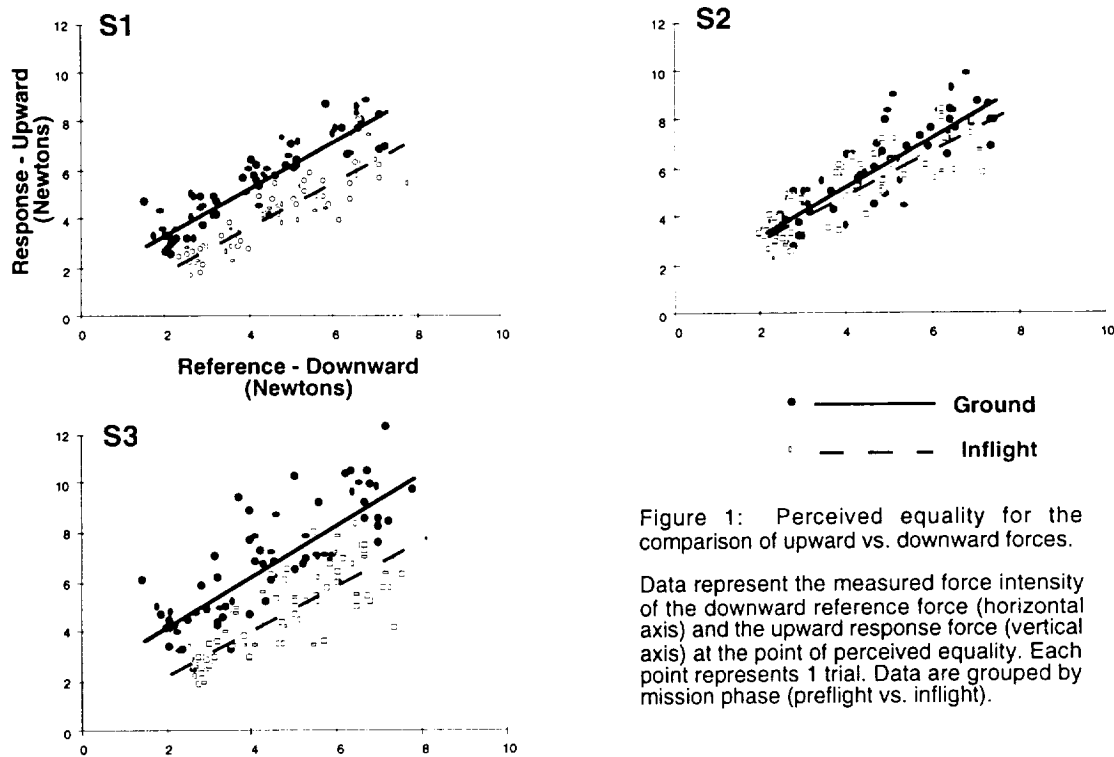 S1
12
10
8
6
4
2
0
Response - Upward
(Newtons)
0 2 4 6 8 10
Reference - Downward
(Newtons)
S2
12
10
8
6
4
2
0
0 2 4 6 8 10
Ground
Inflight
S3
12
10
8
6
4
2
0
0 2 4 6 8 10
Figure 1: Perceived equality for the
comparison of upward vs. downward forces.
Data represent the measured force intensity
of the downward reference force (horizontal
axis) and the upward response force (vertical
axis) at the point of perceived equality. Each
point represents 1 trial. Data are grouped by
mission phase (preflight vs. inflight).